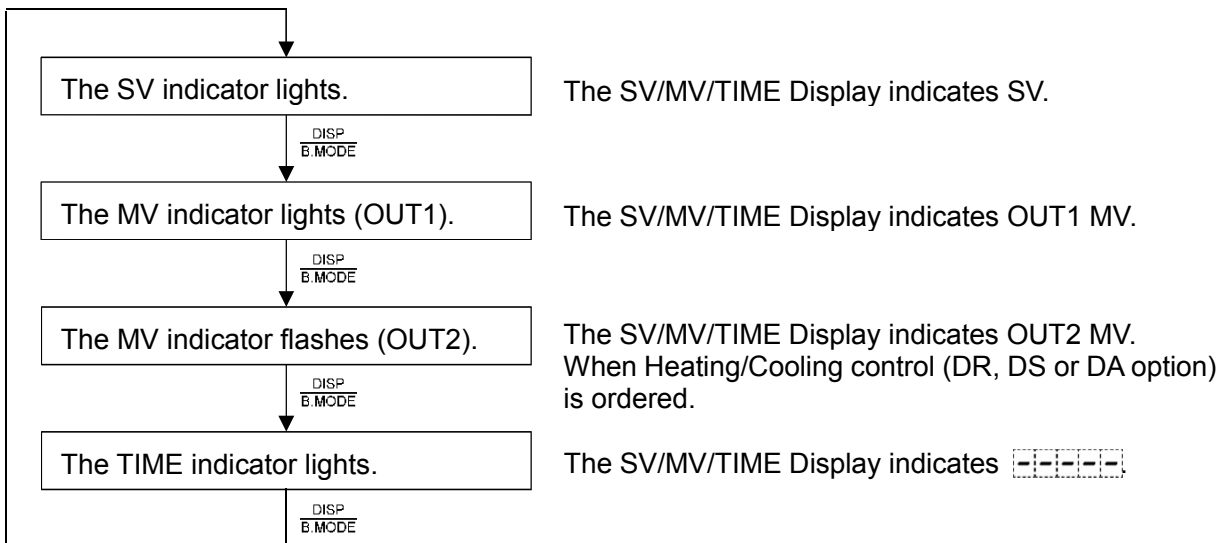 The SV indicator lights.
The SV/MV/TIME Display indicates SV.
DISP
B.MODE
The MV indicator lights (OUT1).
The SV/MV/TIME Display indicates OUT1 MV.
DISP
B.MODE
The MV indicator flashes (OUT2).
The SV/MV/TIME Display indicates OUT2 MV.
When Heating/Cooling control (DR, DS or DA option)
is ordered.
DISP
B.MODE
The TIME indicator lights.
The SV/MV/TIME Display indicates -----.
DISP
B.MODE